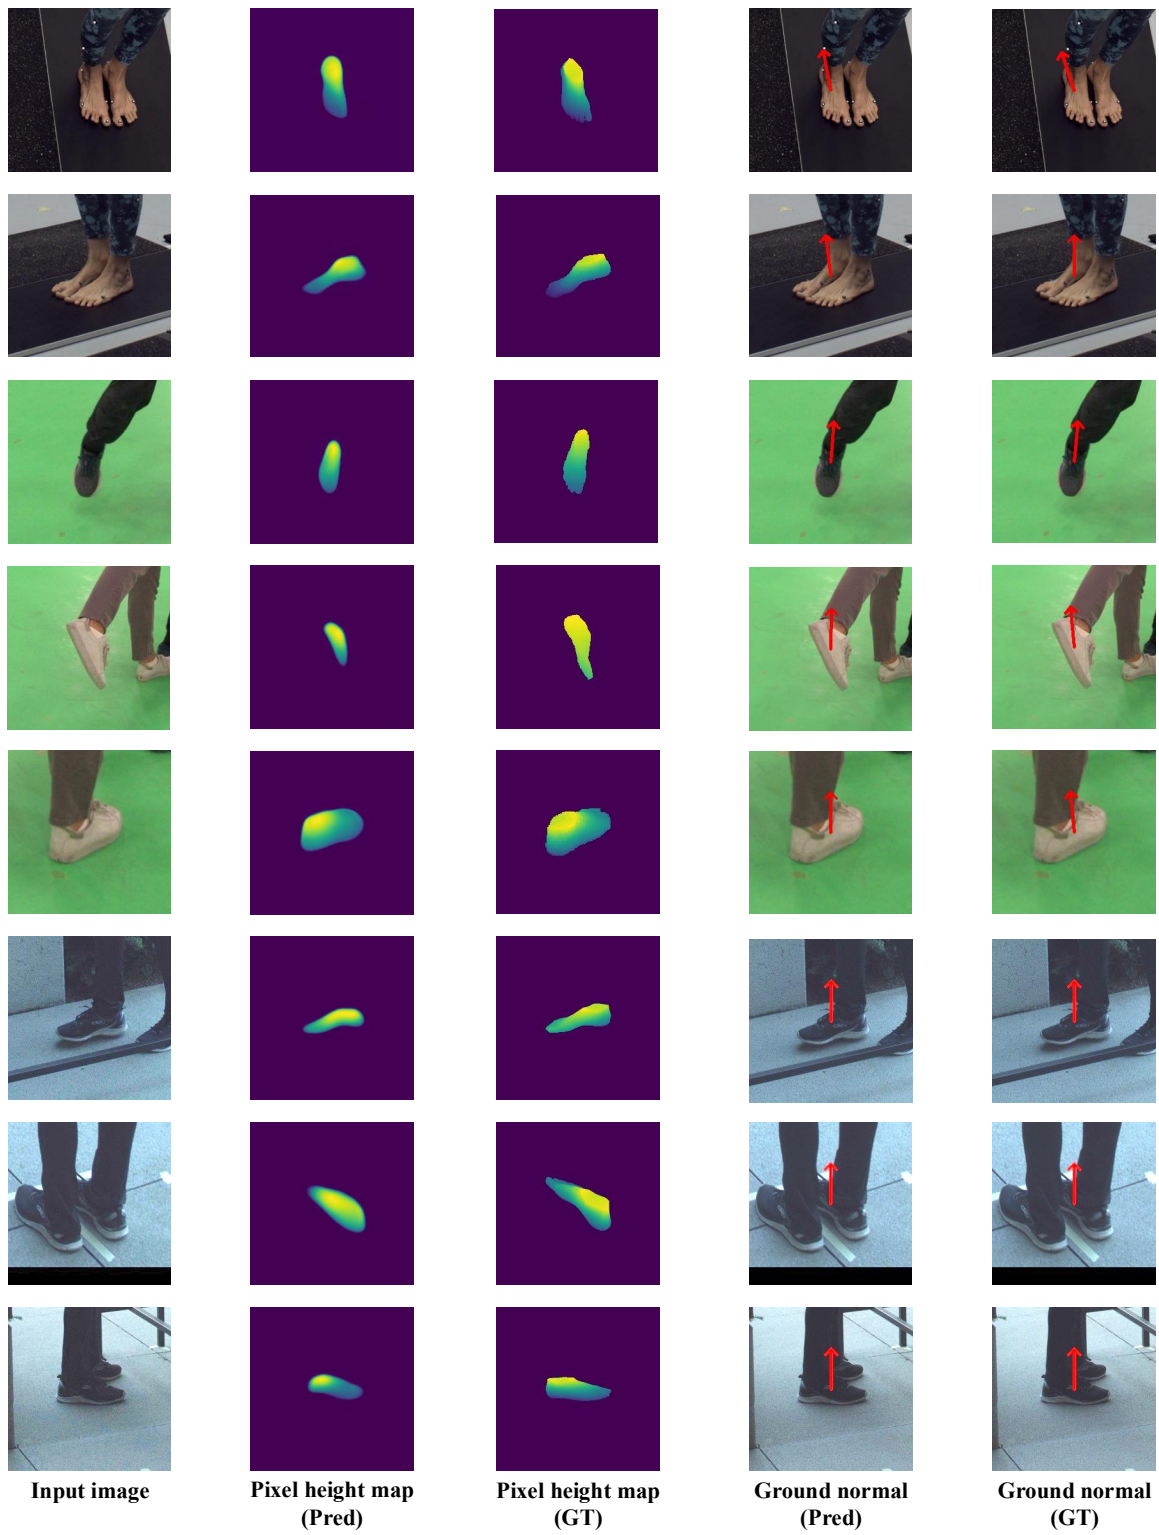 Input image
Pixel height map
(Pred)
Pixel height map
(GT)
Ground normal
(Pred)
Ground normal
(GT)